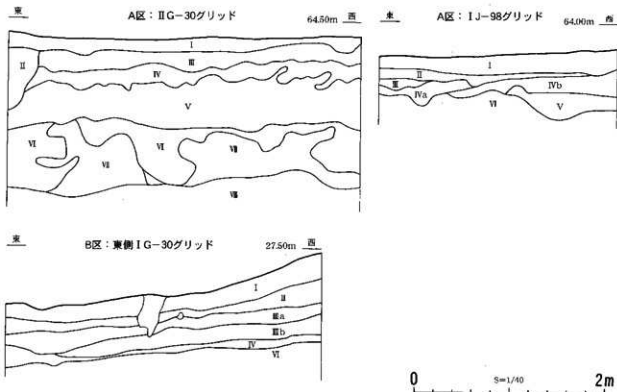 A区：ⅡG-30グリッド
東 64.50m 西
Ⅰ
Ⅱ
Ⅲ
Ⅳ
Ⅴ
Ⅵ Ⅵ Ⅶ
Ⅶ
Ⅷ
A区：ⅠJ-98グリッド
東 64.00m 西
Ⅰ
Ⅱ
Ⅲ Ⅳb
Ⅳa Ⅵ Ⅴ
B区：東側ⅠG-30グリッド
東 27.50m 西
Ⅰ
Ⅱ
Ⅲa
Ⅲb
Ⅳ
Ⅵ
0 S=1/40 2m